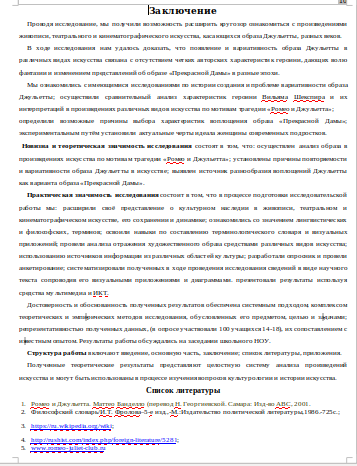 Заключение
Проводя исследование, мы получили возможность расширить кругозор ознакомиться с произведениями
живописи, театрального и кинематографического искусства, касающихся образа Джульетты, разных веков.
В ходе исследования нам удалось доказать, что появление и вариативность образа Джульетты в
различных видах искусства связана с отсутствием четких авторских характеристик героини, дающих волю
фантазии и изменением представлений об образе «Прекрасной Дамы» в разные эпохи.
Мы ознакомились с имеющимися исследованиями по истории создания и проблеме вариативности образа
Джульетты; осуществили сравнительный анализ характеристик героини Вильяма Шекспира и их
интерпретаций в произведениях различных видов искусства по мотивам трагедии «Ромео и Джульетта»;
определили возможные причины выбора характеристик воплощения образа «Прекрасной Дамы»;
экспериментальным путём установили актуальные черты идеала женщины современных подростков.
Новизна и теоретическая значимость исследования состоит в том, что: осуществлен анализ образа в
произведениях искусства по мотивам трагедии «Ромео и Джульетта»; установлены причины повторяемости
и вариативности образа Джульетты в искусстве; выявлен источник разнообразия воплощений Джульетты
как варианта образа «Прекрасной Дамы».
Практическая значимость исследования состоит в том, что в процессе подготовки исследовательской
работы мы: расширили своё представление о культурном наследии в живописи, театральном и
кинематографическом искусстве, его сохранении и динамике; ознакомились со значением лингвистических
и философских, терминов; освоили навыки по составлению терминологического словаря и визуальных
приложений; провели анализа отражения художественного образа средствами различных видов искусства;
использованию источников информации из различных областей культуры; разработали опросник и провели
анкетирование; систематизировали полученных в ходе проведения исследования сведений в виде научного
текста сопроводив его визуальными приложениями и диаграммами. презентовали результаты используя
средства мультимедиа и ИКТ.
Достоверность и обоснованность полученных результатов обеспечена системным подходом, комплексом
теоретических и эмпирических методов исследования, обусловленных его предметом, целью и задачами;
репрезентативностью полученных данных, (в опросе участвовали 100 учащихся 14-18), их сопоставлением с
известным опытом. Результаты работы обсуждались на заседании школьного НОУ.
Структура работы включают введение, основную часть, заключение; список литературы, приложения.
Полученные теоретические результаты представляют целостную систему анализа произведений
искусства и могут быть использованы в процессе изучения вопросов культурологии и истории искусства.
Список литературы
1. Ромео и Джульетта. Маттео Банделло (перевод Н. Георгиевской. Самара: Изд-во АВС, 2001.
2. Философский словарь/И.Т. Фролова-5-е изд.,-М.:Издательство политической литературы,1986.-725с.;
3. https://ru.wikipedia.org/wiki;
4. http://rushist.com/index.php/foreign-literature/5281;
5. www.romeo-juliet-club.ru